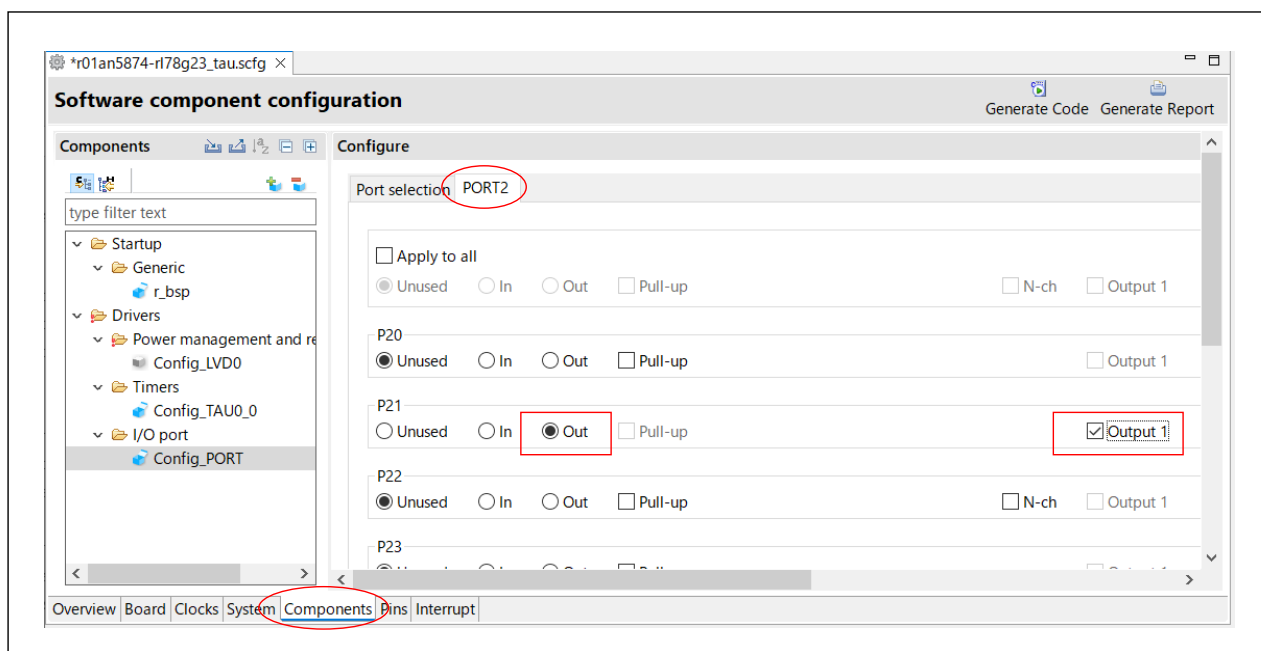 *r01an5874-rl78g23_tau.scfg
Software component configuration
Generate Code Generate Report
Components
Configure
Port selection PORT2
type filter text
Startup
Generic
r_bsp
Drivers
Power management and re
Config_LVD0
Timers
Config_TAU0_0
I/O port
Config_PORT
Apply to all
Unused In Out Pull-up N-ch Output 1
P20
Unused In Out Pull-up Output 1
P21
Unused In Out Pull-up Output 1
P22
Unused In Out Pull-up N-ch Output 1
P23
Overview Board Clocks System Components Pins Interrupt